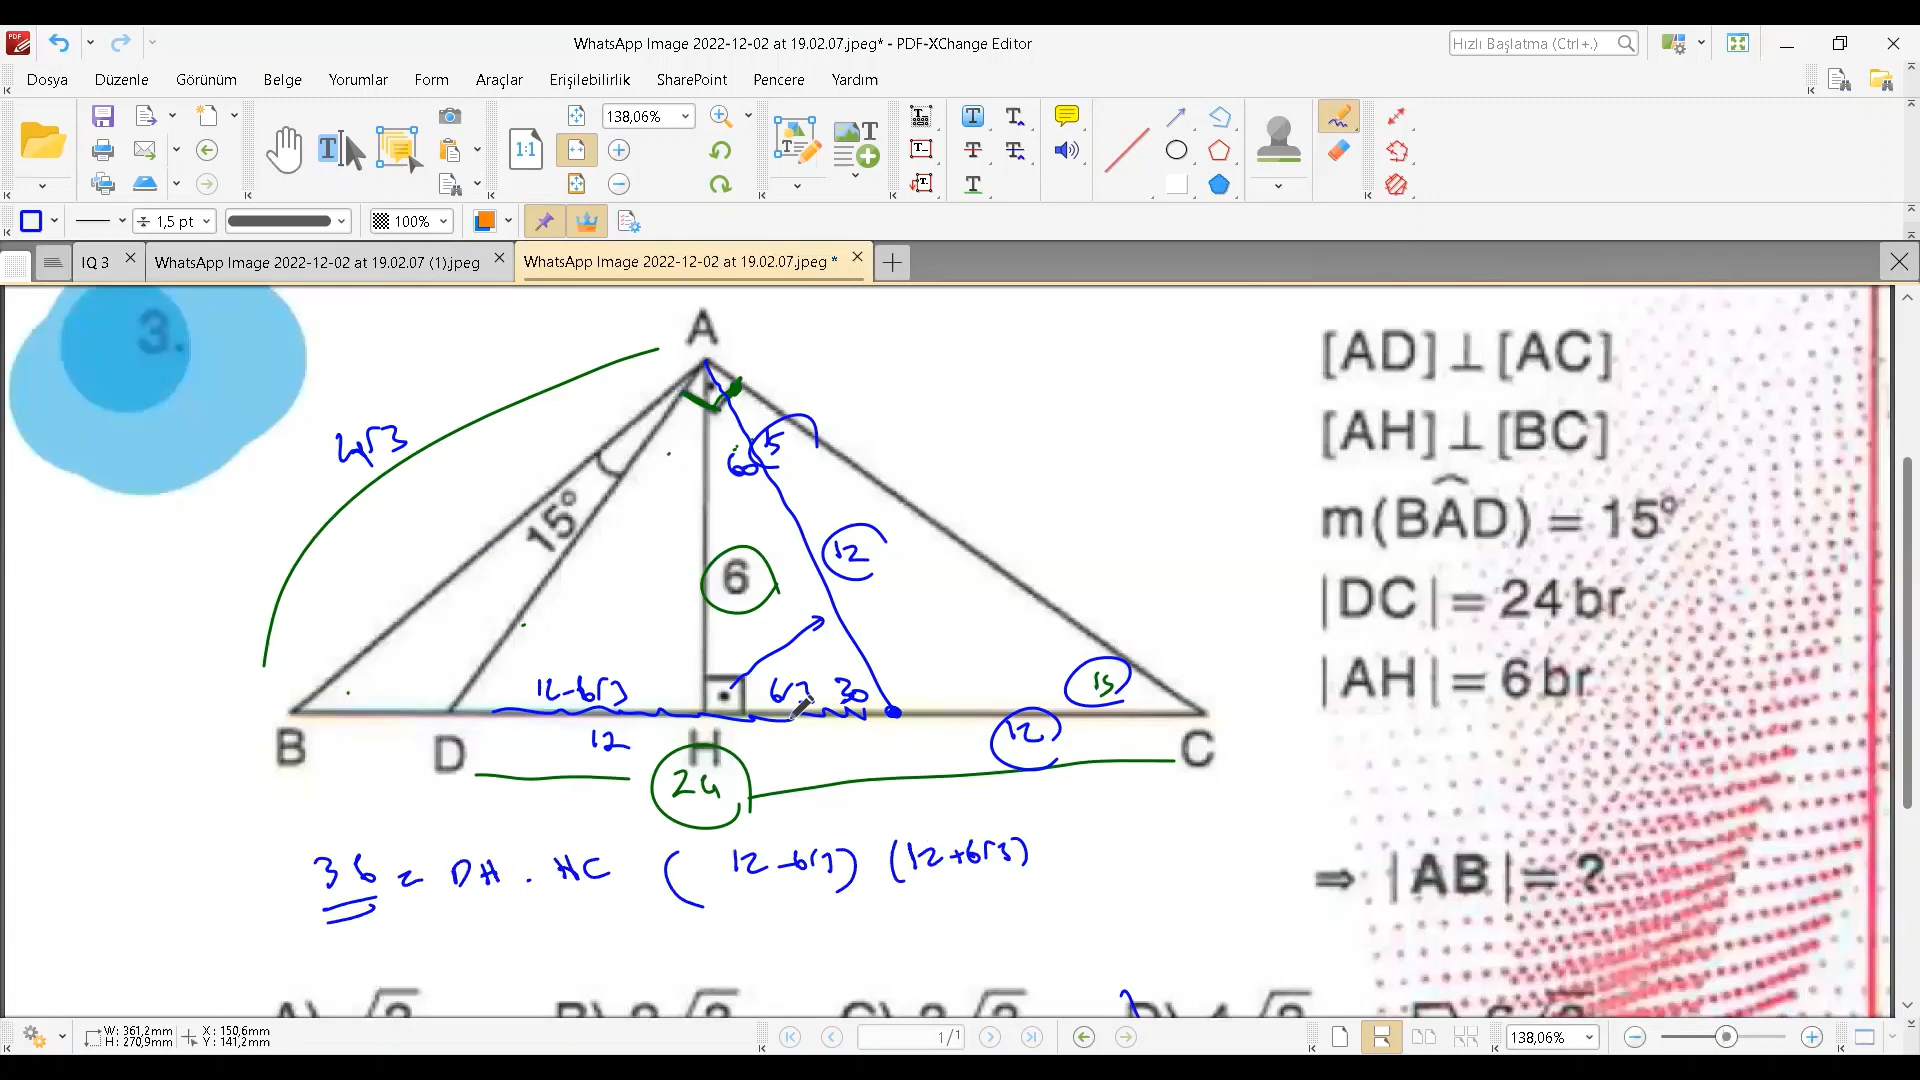 WhatsApp Image 2022-12-02 at 19.02.07.jpeg* - PDF-XChange Editor
Hızlı Başlatma (Ctrl+.)
Dosya Düzenle Görünüm Belge Yorumlar Form Araçlar Erişilebilirlik SharePoint Pencere Yardım
138,06%
1:1
1,5 pt
100%
IQ 3
WhatsApp Image 2022-12-02 at 19.02.07 (1).jpeg
WhatsApp Image 2022-12-02 at 19.02.07.jpeg *
3.
A
15°
6
60
15
12
12-6√3
6√3
30
15
12
12
B D H C
24
36 = DH . HC (12-6√3) (12+6√3)
[AD] ⊥ [AC]
[AH] ⊥ [BC]
m(BAD) = 15°
|DC| = 24 br
|AH| = 6 br
⇒ |AB| = ?
W: 361,2mm
H: 270,9mm
X: 150,6mm
Y: 141,2mm
1/1
138,06%